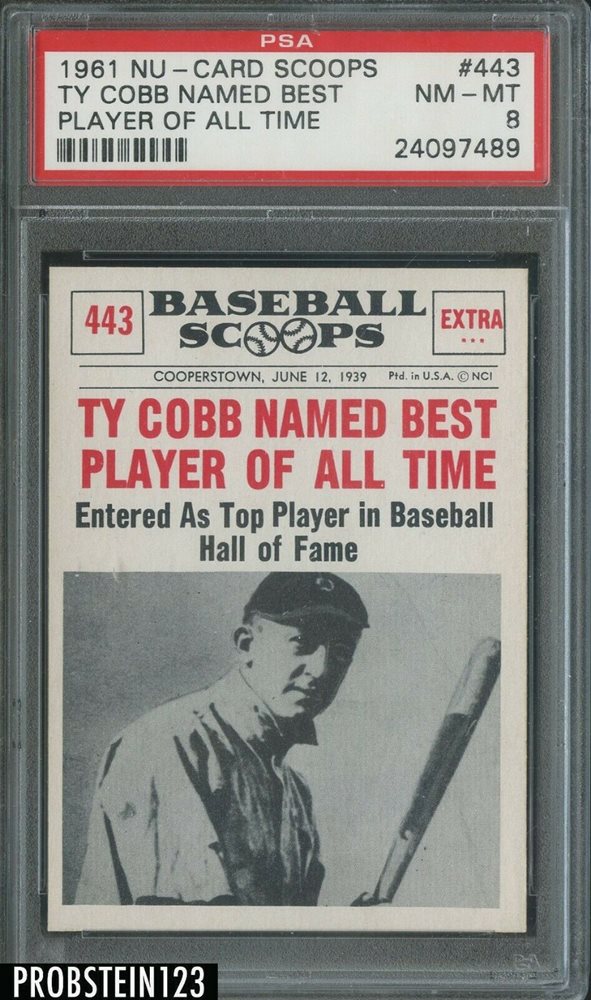 PSA
1961 NU-CARD SCOOPS #443
TY COBB NAMED BEST NM-MT
PLAYER OF ALL TIME 8
24097489
443 BASEBALL SCOOPS EXTRA
COOPERSTOWN, JUNE 12, 1939 Ptd. in U.S.A. © NCI
TY COBB NAMED BEST
PLAYER OF ALL TIME
Entered As Top Player in Baseball
Hall of Fame
PROBSTEIN123